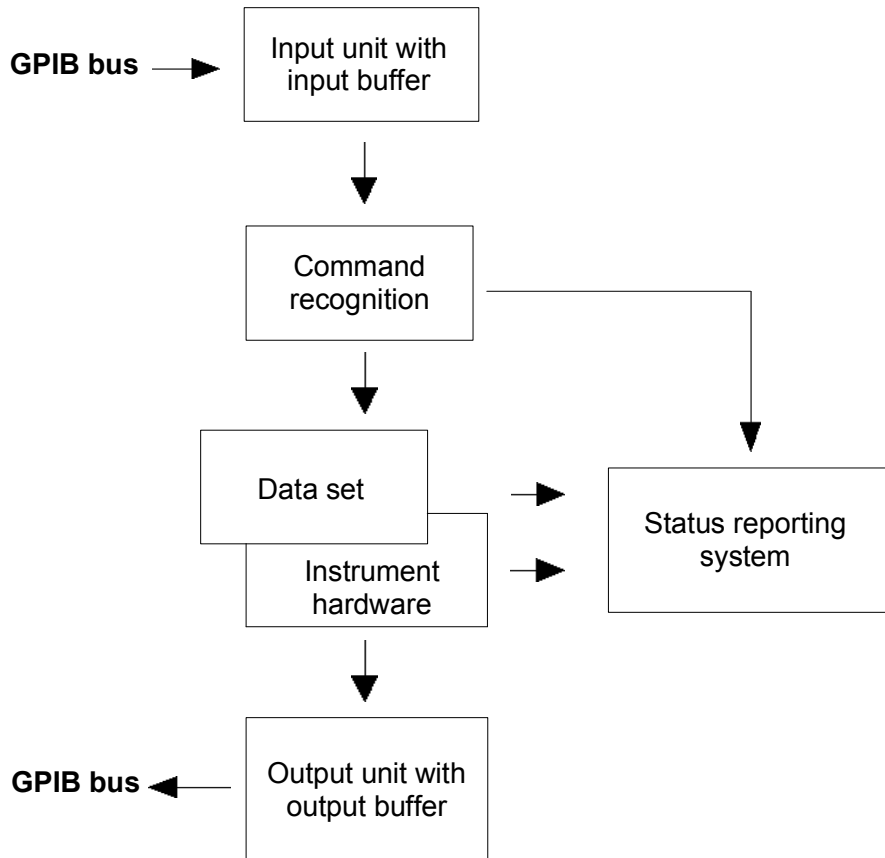 GPIB bus
Input unit with
input buffer
Command
recognition
Data set
Instrument
hardware
Status reporting
system
Output unit with
output buffer
GPIB bus